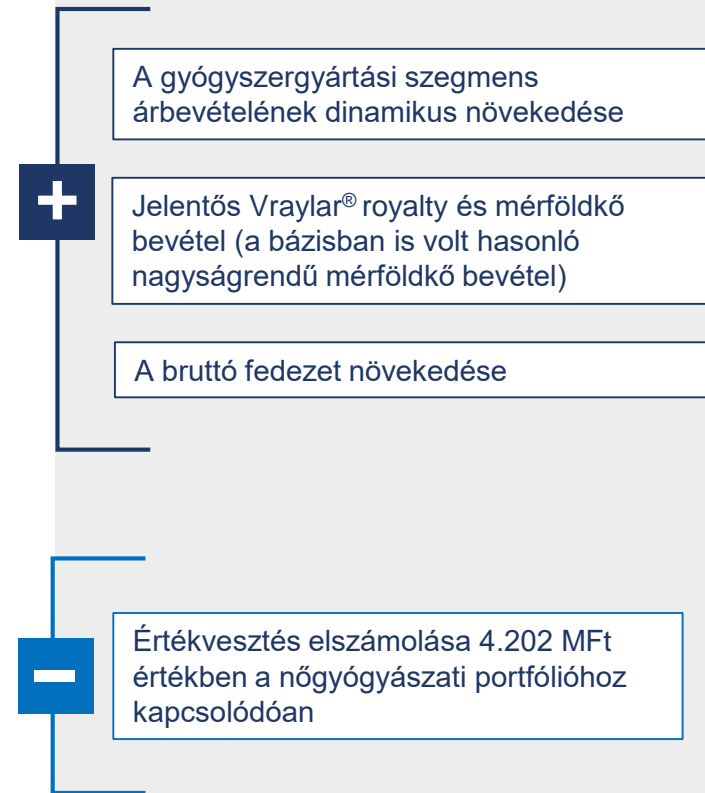 A gyógyszergyártási szegmens
árbevételének dinamikus növekedése
+
Jelentős Vraylar® royalty és mérföldkő
bevétel (a bázisban is volt hasonló
nagyságrendű mérföldkő bevétel)
A bruttó fedezet növekedése
–
Értékvesztés elszámolása 4.202 MFt
értékben a nőgyógyászati portfólióhoz
kapcsolódóan